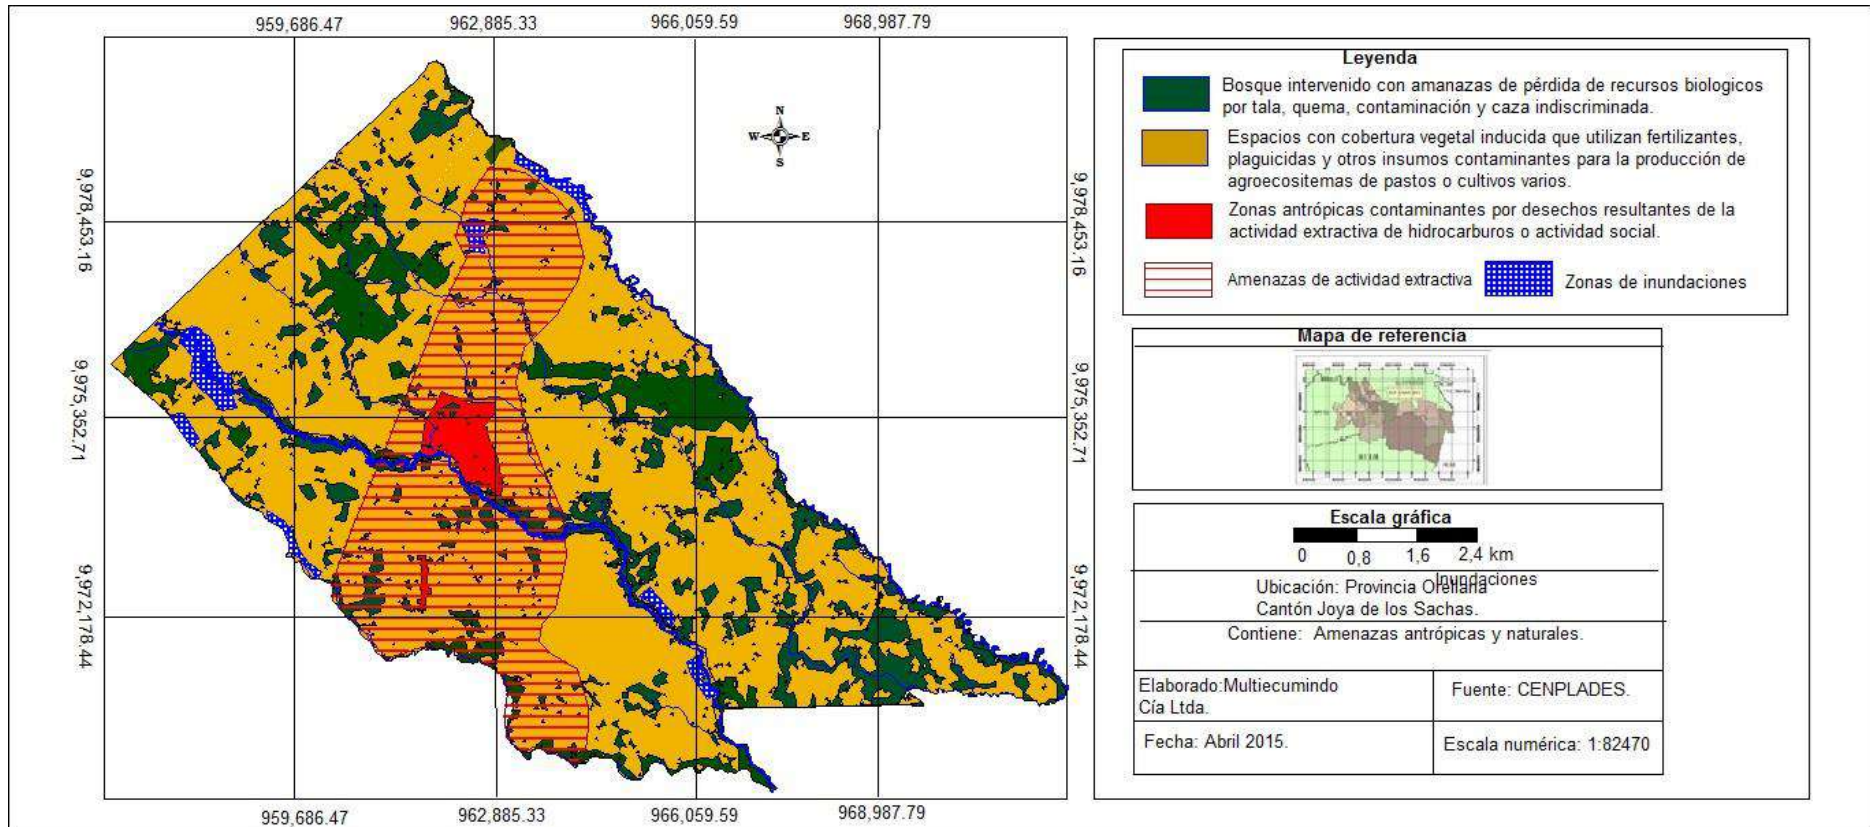 959,686.47 962,885.33 966,059.59 968,987.79
9,978,453.16
9,975,352.71
9,972,178.44
N
W E
S
9,978,453.16
9,975,352.71
9,972,178.44
959,686.47 962,885.33 966,059.59 968,987.79
Leyenda
Bosque intervenido con amanazas de pérdida de recursos biologicos
por tala, quema, contaminación y caza indiscriminada.
Espacios con cobertura vegetal inducida que utilizan fertilizantes,
plaguicidas y otros insumos contaminantes para la producción de
agroecositemas de pastos o cultivos varios.
Zonas antrópicas contaminantes por desechos resultantes de la
actividad extractiva de hidrocarburos o actividad social.
Amenazas de actividad extractiva
Zonas de inundaciones
Mapa de referencia
Escala gráfica
0 0,8 1,6 2,4 km
Inundaciones
Ubicación: Provincia Orellana
Cantón Joya de los Sachas.
Contiene: Amenazas antrópicas y naturales.
Elaborado:Multiecumindo
Cía Ltda.
Fuente: CENPLADES.
Fecha: Abril 2015.
Escala numérica: 1:82470